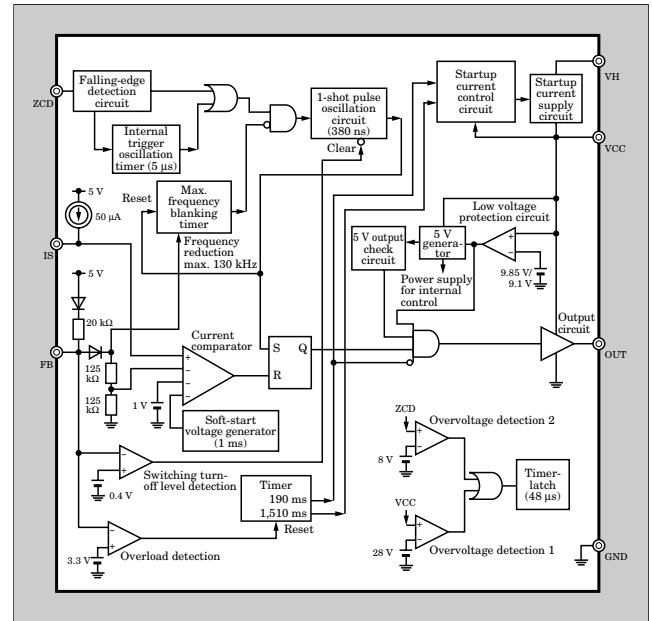 Falling-edge
detection
circuit
ZCD
Internal
trigger
oscillation
timer (5 μs)
1-shot pulse
oscillation
circuit
(380 ns)
Clear
Startup
current
control
circuit
Startup
current
supply
circuit
VH
VCC
5 V
50 μA
IS
Reset
Max.
frequency
blanking
timer
Frequency
reduction
max. 130 kHz
Low voltage
protection circuit
5 V output
check
circuit
5 V
genera-
tor
Power supply
for internal
control
+
−
9.85 V/
9.1 V
5 V
20 kΩ
FB
125
kΩ
125
kΩ
Current
comparator
+
−
−
−
1 V
Soft-start
voltage generator
(1 ms)
S
Q
R
Output
circuit
OUT
−
+
0.4 V
Switching turn-
off level detection
Timer
190 ms
1,510 ms
Reset
−
+
3.3 V
Overload detection
ZCD
Overvoltage detection 2
+
−
8 V
VCC
+
−
28 V
Overvoltage detection 1
Timer-
latch
(48 μs)
GND